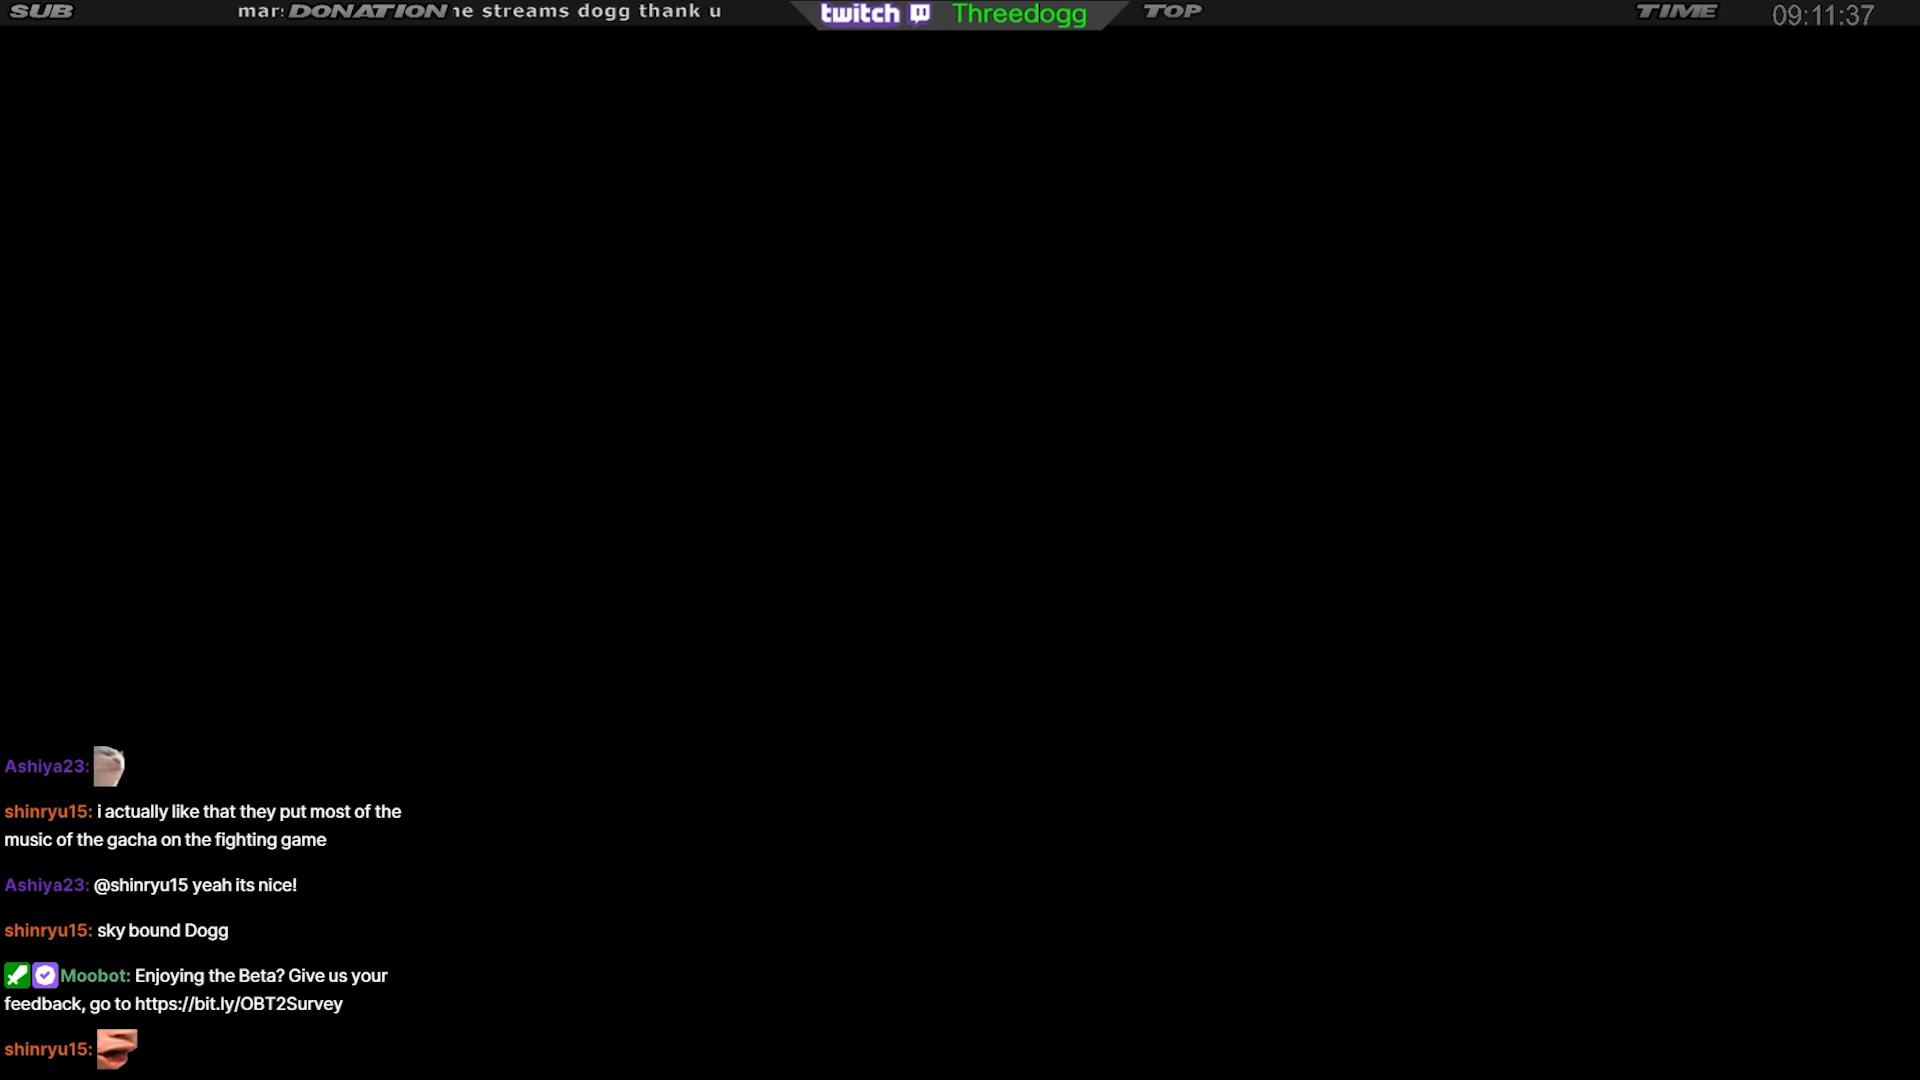 SUB
DONATION
he streams dogg thank u
twitch
Threedogg
TOP
TIME
09:11:37
Ashiya23:
shinryu15: i actually like that they put most of the
music of the gacha on the fighting game
Ashiya23: @shinryu15 yeah its nice!
shinryu15: sky bound Dogg
Moobot: Enjoying the Beta? Give us your
feedback, go to https://bit.ly/OBT2Survey
shinryu15: